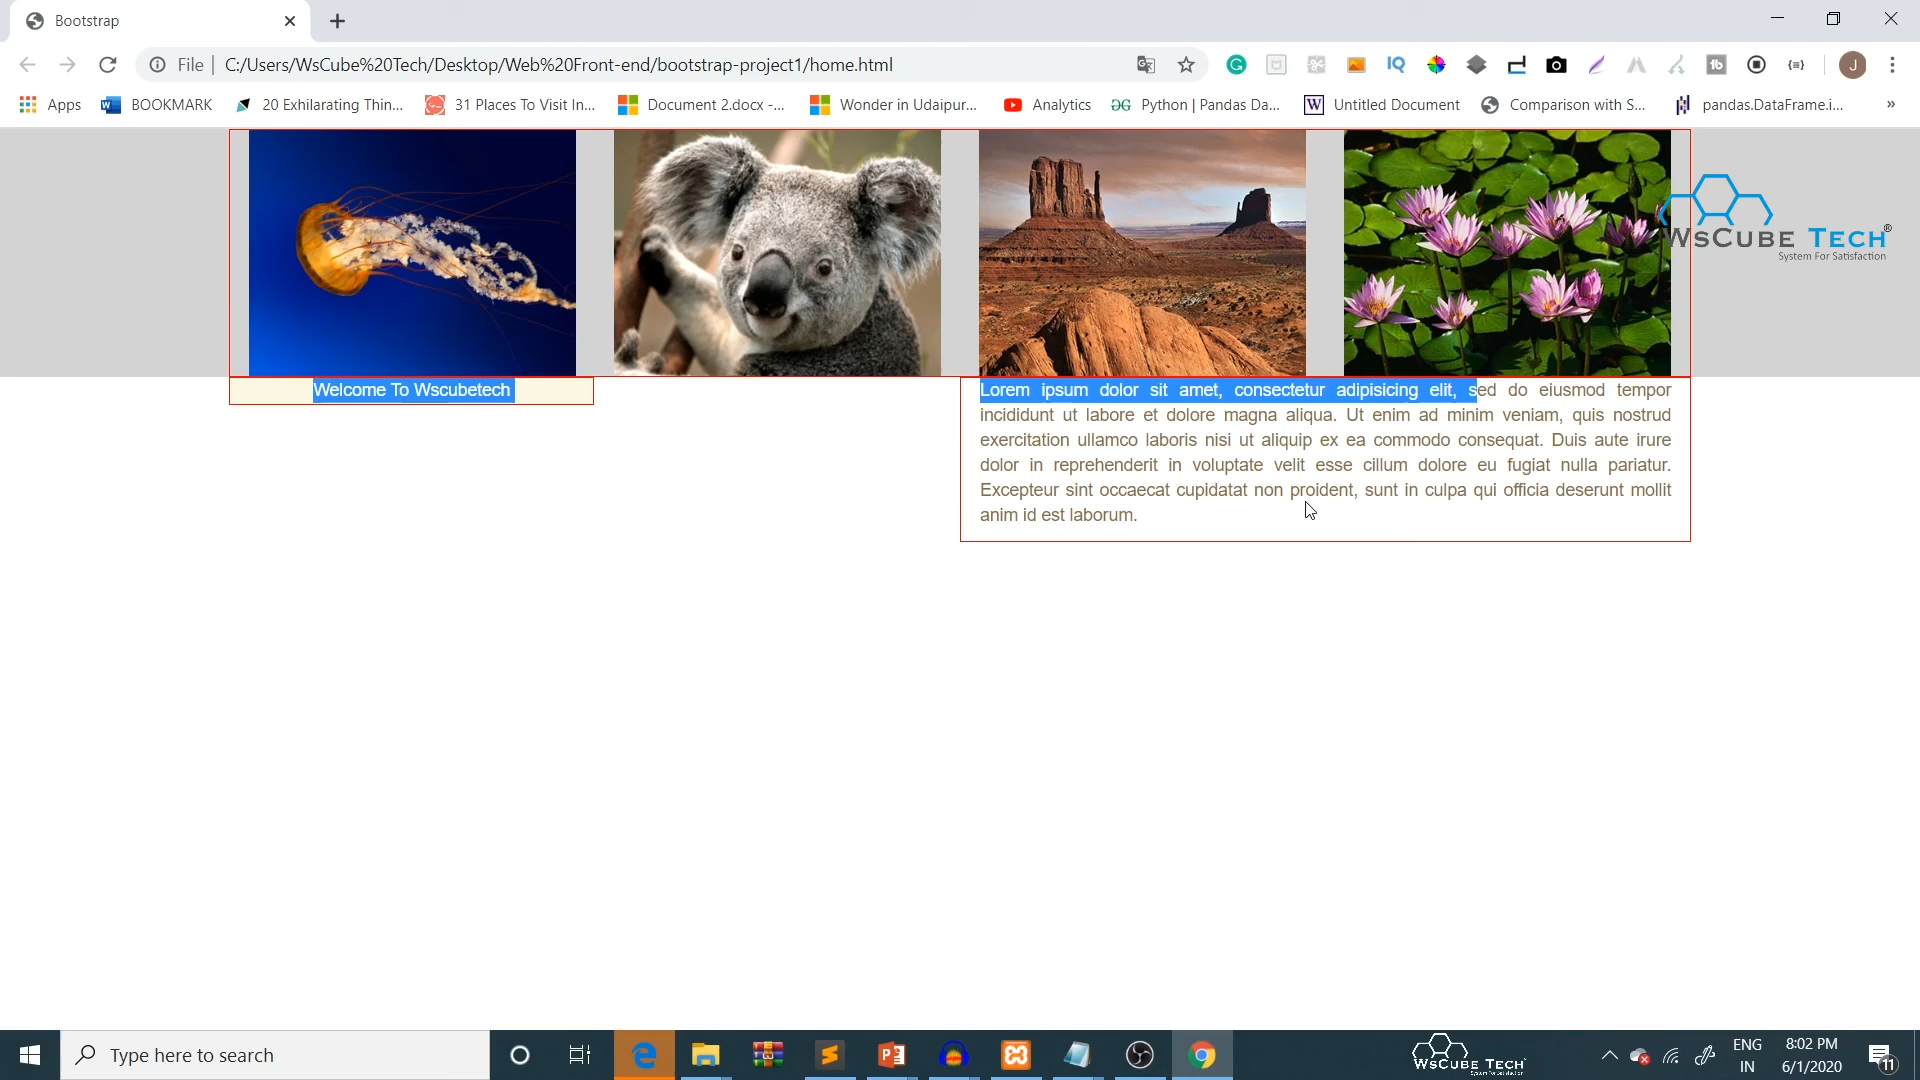 Bootstrap
File
C:/Users/WsCube%20Tech/Desktop/Web%20Front-end/bootstrap-project1/home.html
Apps
BOOKMARK
20 Exhilarating Thin...
31 Places To Visit In...
Document 2.docx -...
Wonder in Udaipur...
Analytics
Python | Pandas Da...
Untitled Document
Comparison with S...
pandas.DataFrame.i...
WSCUBE TECH®
System For Satisfaction
Welcome To Wscubetech
Lorem ipsum dolor sit amet, consectetur adipisicing elit, sed do eiusmod tempor
incididunt ut labore et dolore magna aliqua. Ut enim ad minim veniam, quis nostrud
exercitation ullamco laboris nisi ut aliquip ex ea commodo consequat. Duis aute irure
dolor in reprehenderit in voluptate velit esse cillum dolore eu fugiat nulla pariatur.
Excepteur sint occaecat cupidatat non proident, sunt in culpa qui officia deserunt mollit
anim id est laborum.
Type here to search
WSCUBE TECH
ENG
IN
8:02 PM
6/1/2020
11